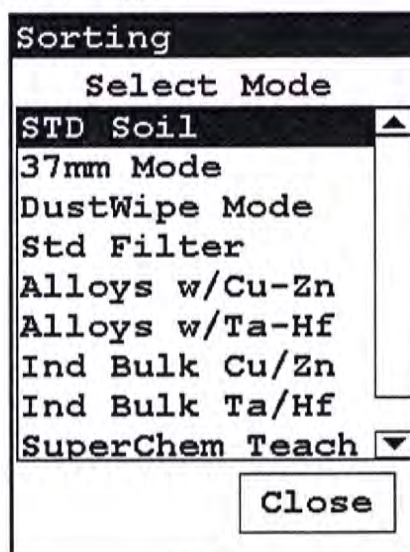 Sorting
Select Mode
STD Soil
37mm Mode
DustWipe Mode
Std Filter
Alloys w/Cu-Zn
Alloys w/Ta-Hf
Ind Bulk Cu/Zn
Ind Bulk Ta/Hf
SuperChem Teach
Close